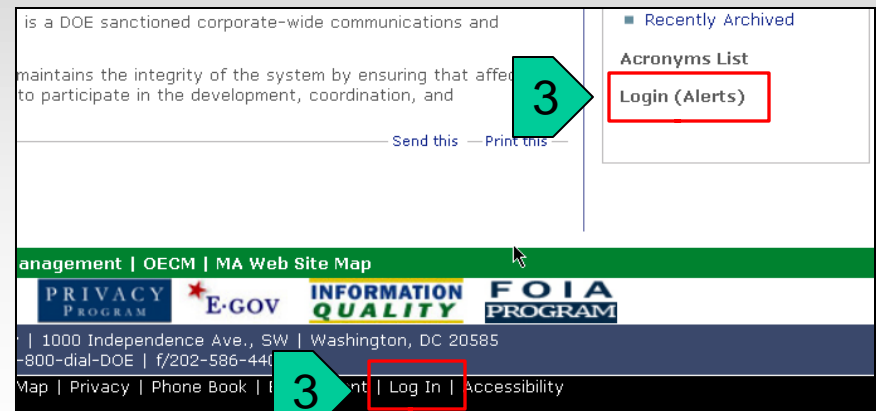 is a DOE sanctioned corporate-wide communications and
maintains the integrity of the system by ensuring that
to participate in the development, coordination, and
Send this Print this
Recently Archived
Acronyms List
3
Login (Alerts)
anagement | OECM | MA Web Site Map
PRIVACY
PROGRAM
E-GOV
INFORMATION
QUALITY
FOIA
PROGRAM
| 1000 Independence Ave., SW | Washington, DC 20585
-800-dial-DOE | f/202-586-44
Map | Privacy | Phone Book | | Log In | Accessibility
3